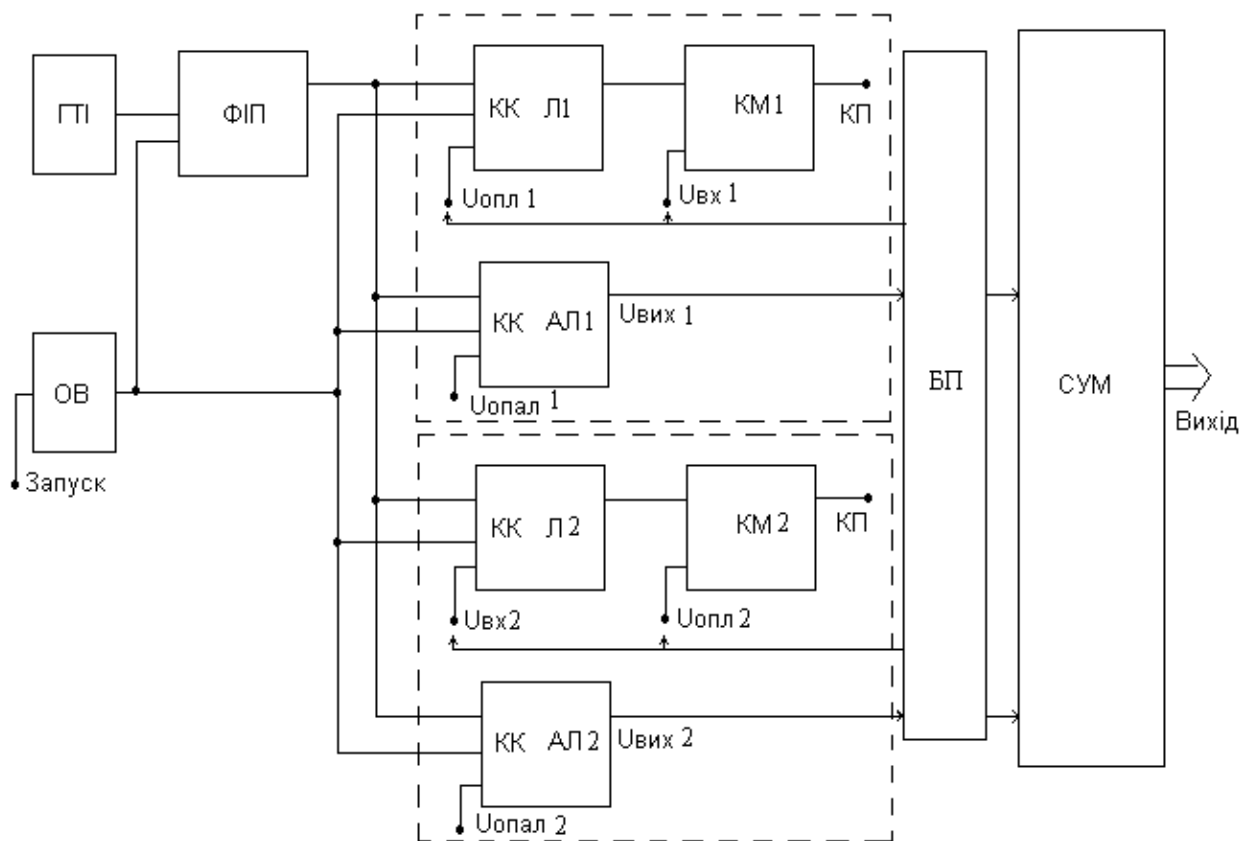 ГТІ
ФІП
КК Л1
КМ1
КП
Uопл 1
Uвх 1
КК АЛ1
Uвих 1
Uопал 1
ОВ
Запуск
БП
СУМ
Вихід
КК Л2
КМ2
КП
Uвх2
Uопл 2
КК АЛ2
Uвих 2
Uопал 2